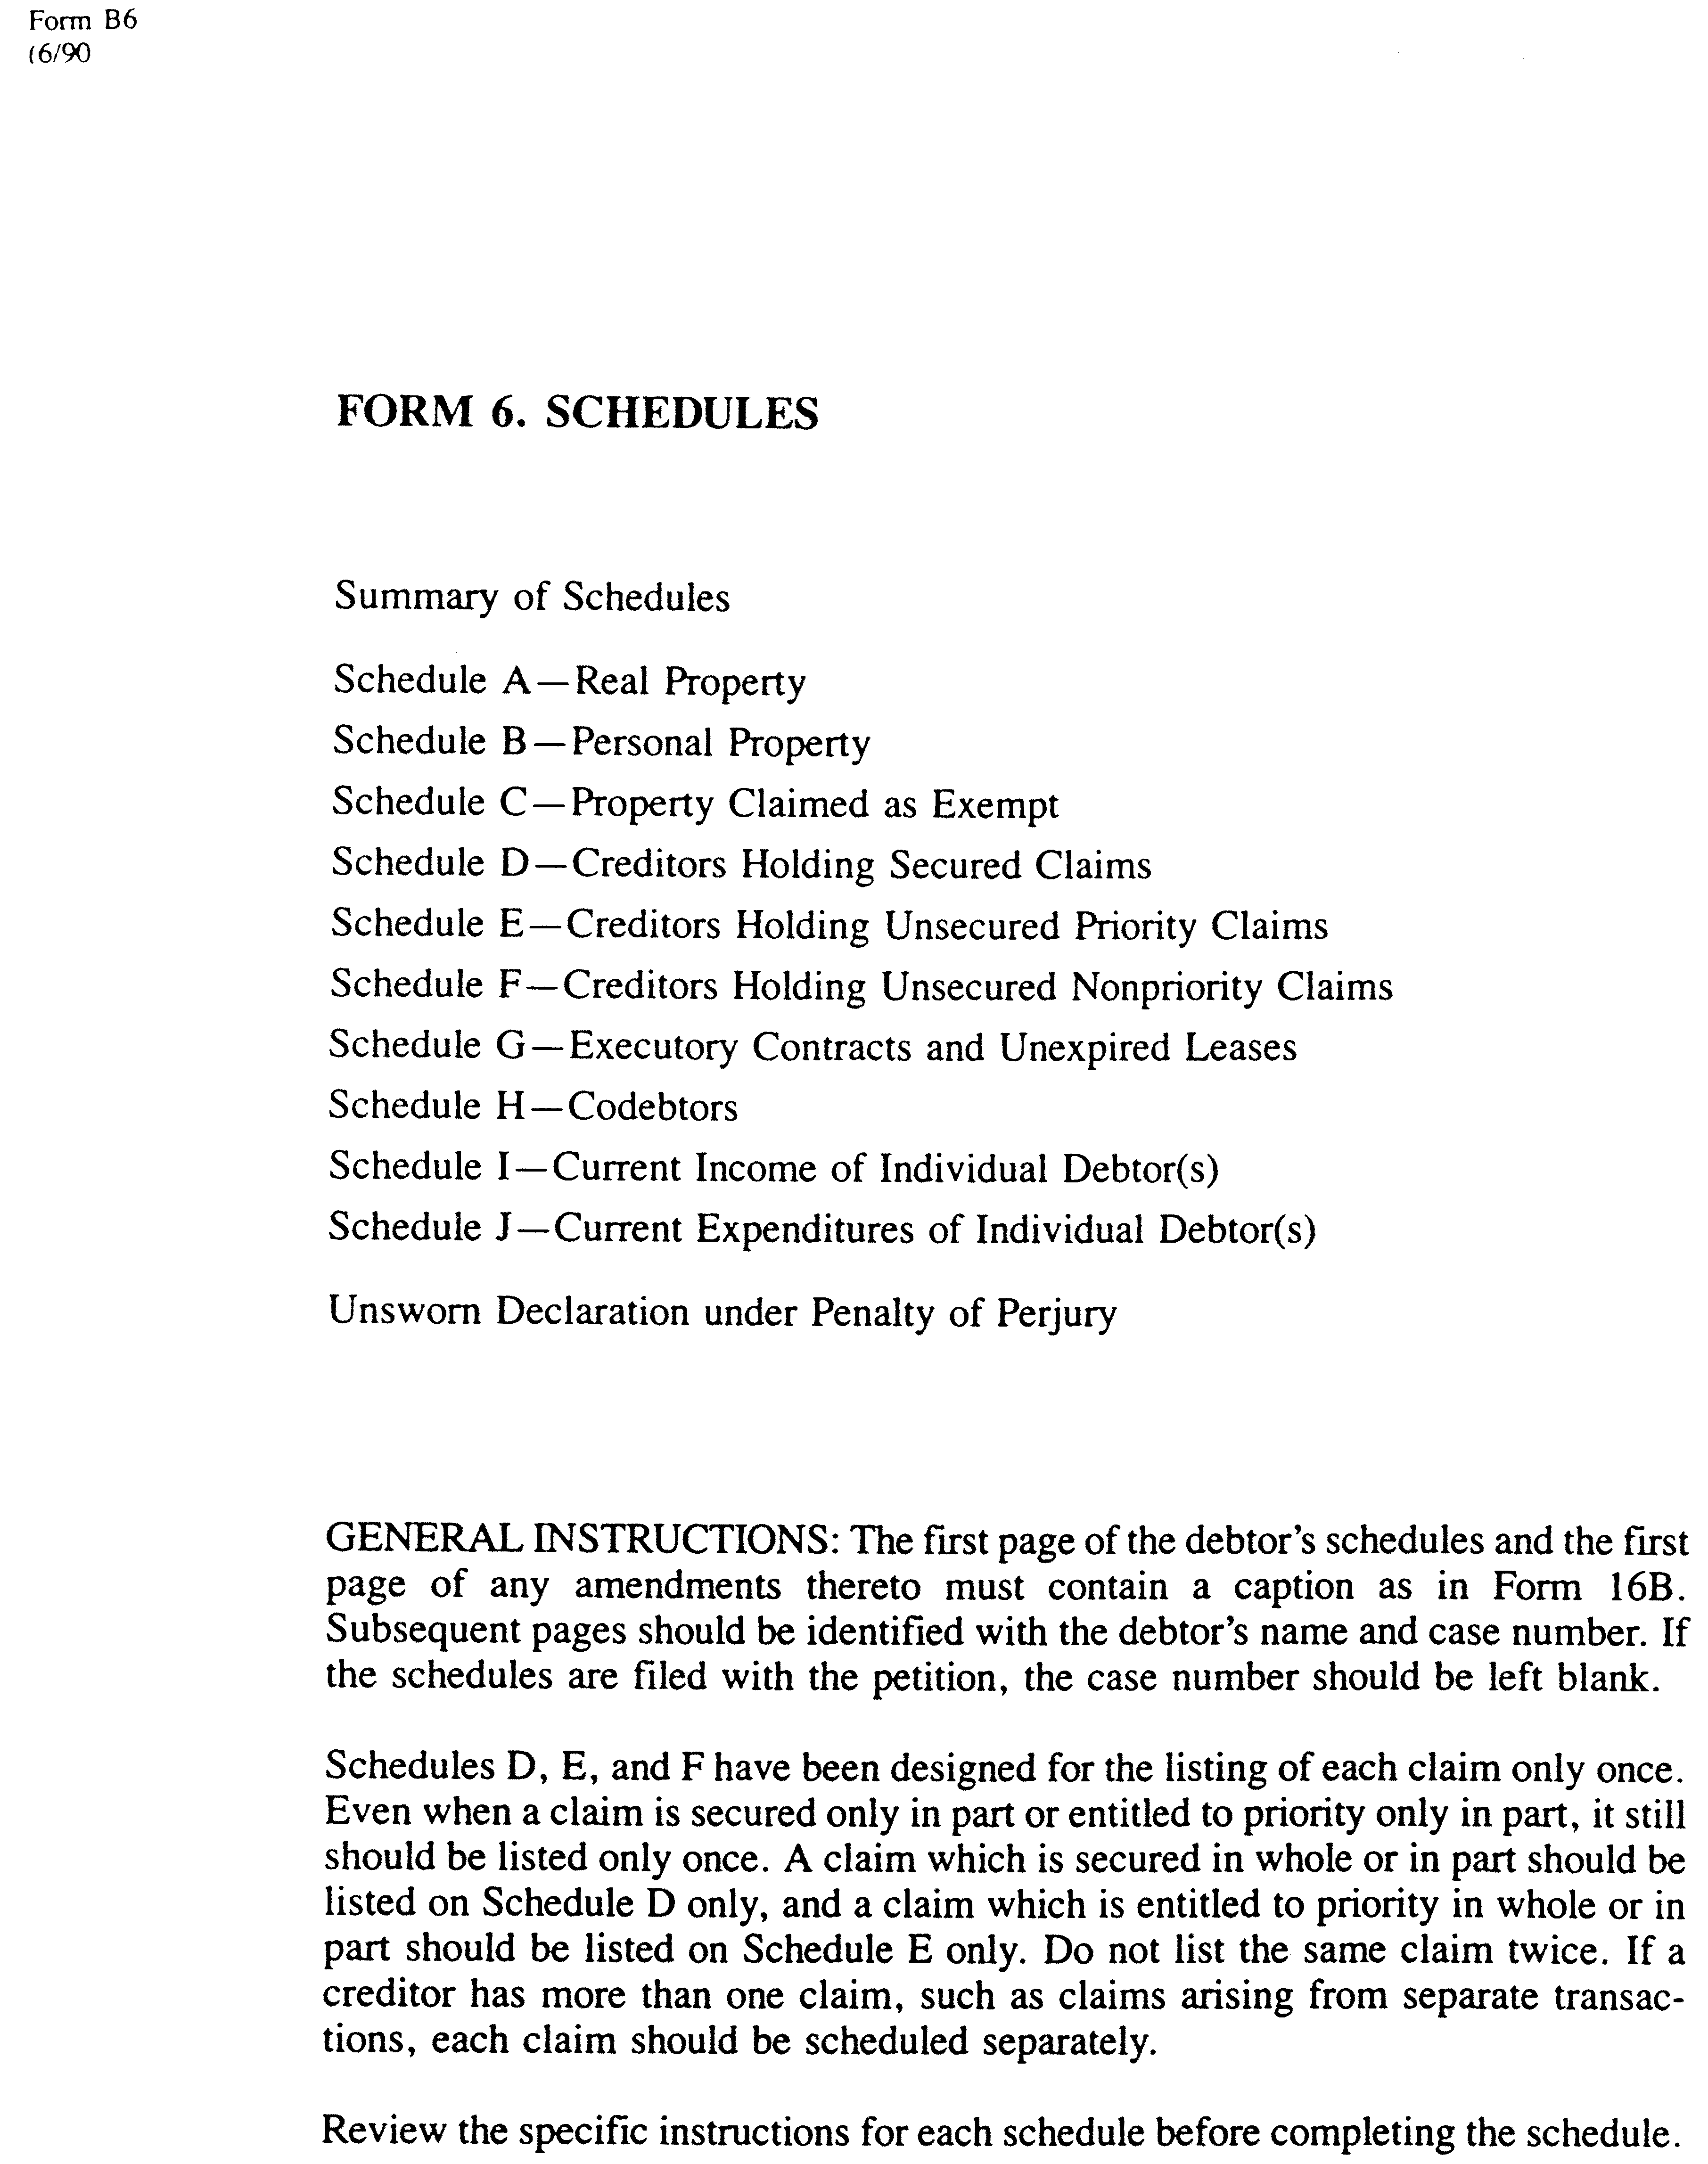 Form B6
(6/90
FORM 6. SCHEDULES
Summary of Schedules
Schedule A—Real Property
Schedule B—Personal Property
Schedule C—Property Claimed as Exempt
Schedule D—Creditors Holding Secured Claims
Schedule E—Creditors Holding Unsecured Priority Claims
Schedule F—Creditors Holding Unsecured Nonpriority Claims
Schedule G—Executory Contracts and Unexpired Leases
Schedule H—Codebtors
Schedule I—Current Income of Individual Debtor(s)
Schedule J—Current Expenditures of Individual Debtor(s)
Unsworn Declaration under Penalty of Perjury
GENERAL INSTRUCTIONS: The first page of the debtor's schedules and the first
page of any amendments thereto must contain a caption as in Form 16B.
Subsequent pages should be identified with the debtor's name and case number. If
the schedules are filed with the petition, the case number should be left blank.
Schedules D, E, and F have been designed for the listing of each claim only once.
Even when a claim is secured only in part or entitled to priority only in part, it still
should be listed only once. A claim which is secured in whole or in part should be
listed on Schedule D only, and a claim which is entitled to priority in whole or in
part should be listed on Schedule E only. Do not list the same claim twice. If a
creditor has more than one claim, such as claims arising from separate transac-
tions, each claim should be scheduled separately.
Review the specific instructions for each schedule before completing the schedule.